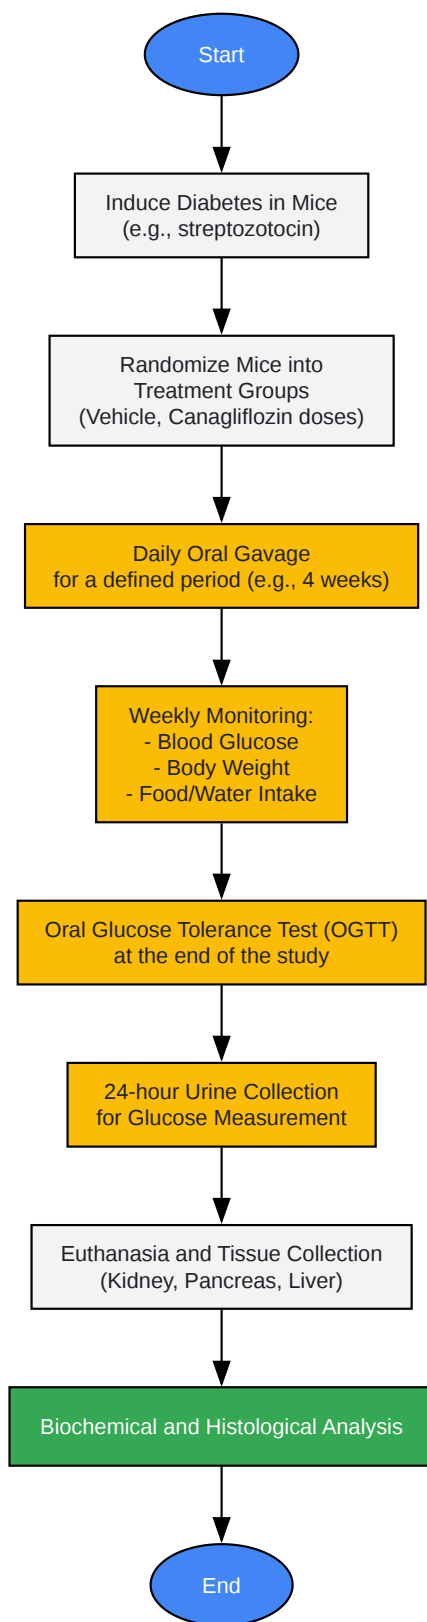 Start
Induce Diabetes in Mice
(e.g., streptozotocin)
Randomize Mice into
Treatment Groups
(Vehicle, Canagliflozin doses)
Daily Oral Gavage
for a defined period (e.g., 4 weeks)
Weekly Monitoring:
- Blood Glucose
- Body Weight
- Food/Water Intake
Oral Glucose Tolerance Test (OGTT)
at the end of the study
24-hour Urine Collection
for Glucose Measurement
Euthanasia and Tissue Collection
(Kidney, Pancreas, Liver)
Biochemical and Histological Analysis
End